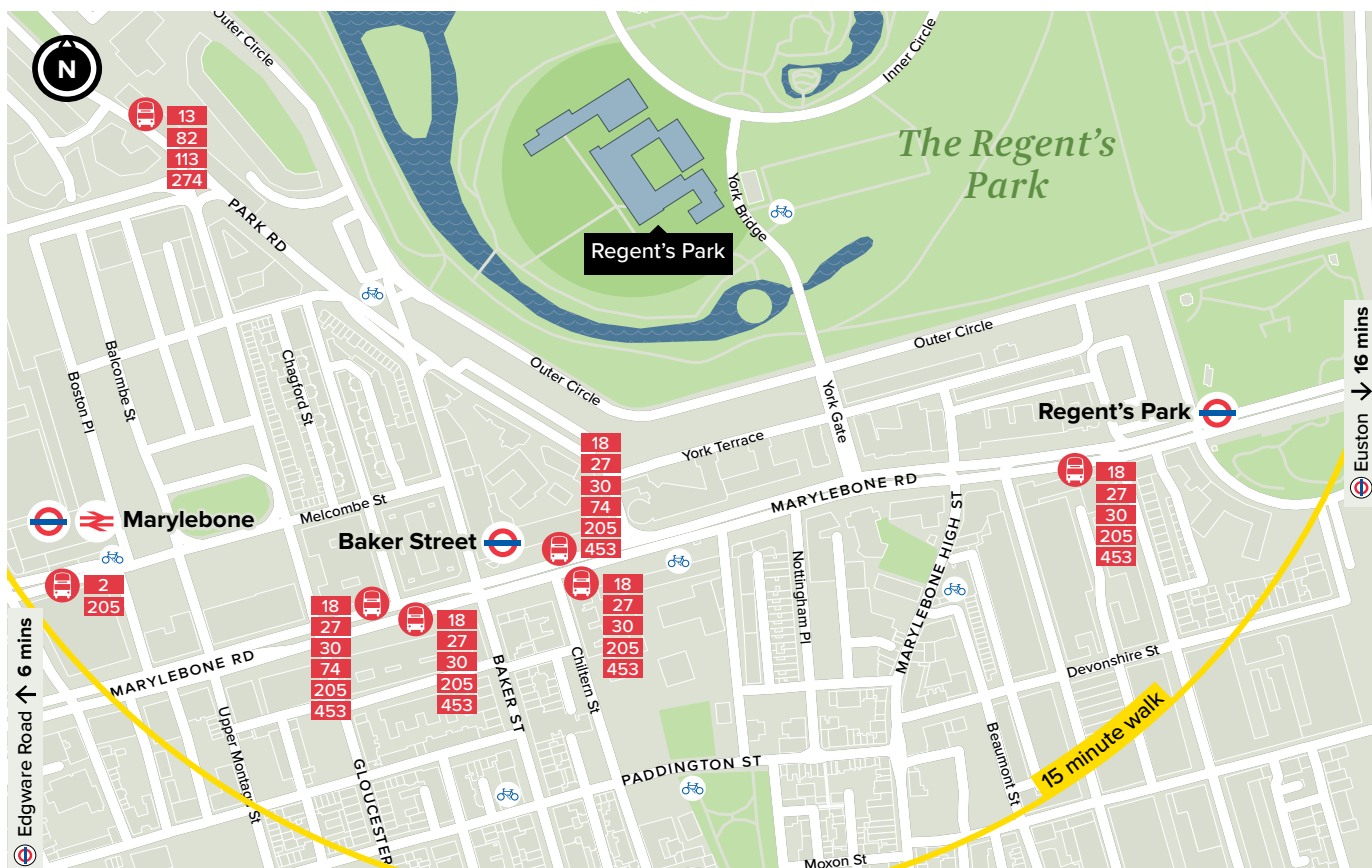 N
Outer Circle
Inner Circle
13
82
113
274
The Regent's
Park
PARK RD
York Bridge
Regent's Park
Outer Circle
Euston → 16 mins
Balcombe St
Boston Pl
Chagford St
Outer Circle
York Gate
Regent's Park
York Terrace
18
27
30
74
205
453
MARYLEBONE RD
18
27
30
205
453
Melcombe St
Marylebone
Baker Street
MARYLEBONE HIGH ST
Nottingham Pl
2
205
18
27
30
74
205
453
18
27
30
205
453
18
27
30
205
453
Edgware Road → 6 mins
MARYLEBONE RD
BAKER ST
Chiltern St
Devonshire St
Upper Montagu St
GLOUCESTER
PADDINGTON ST
Beaumont St
15 minute walk
Moxon St